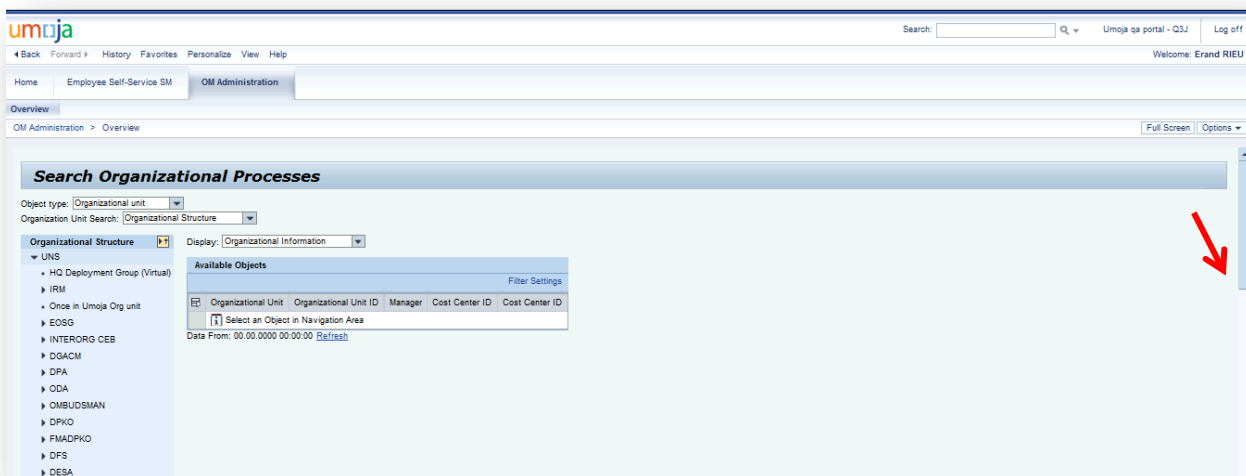 umoja
Search:
Umoja qa portal - Q3J
Log off
Back Forward History Favorites Personalize View Help
Welcome: Erand RIEU
Home Employee Self-Service SM OM Administration
Overview
OM Administration > Overview
Full Screen Options
Search Organizational Processes
Object type: Organizational unit
Organization Unit Search: Organizational Structure
Organizational Structure
Display: Organizational Information
UNS
Available Objects
HQ Deployment Group (Virtual)
Filter Settings
IRM
Organizational Unit Organizational Unit ID Manager Cost Center ID Cost Center ID
Once in Umoja Org unit
Select an Object in Navigation Area
EOSG
INTERORG CEB
Data From: 00.00.0000 00:00:00 Refresh
DGACM
DPA
ODA
OMBUDSMAN
DPKO
FMADPKO
DFS
DESA